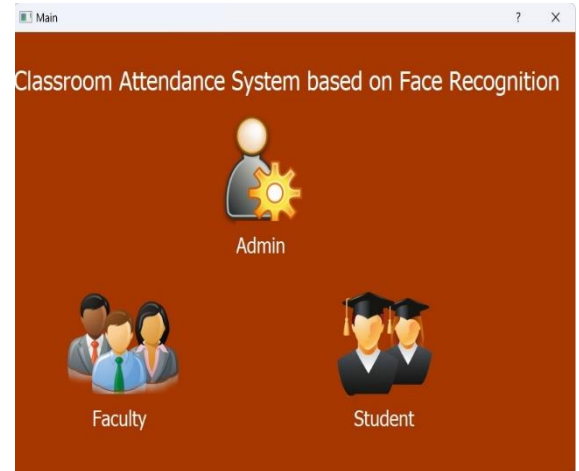 Main
?
Classroom Attendance System based on Face Recognition
Admin
Faculty
Student